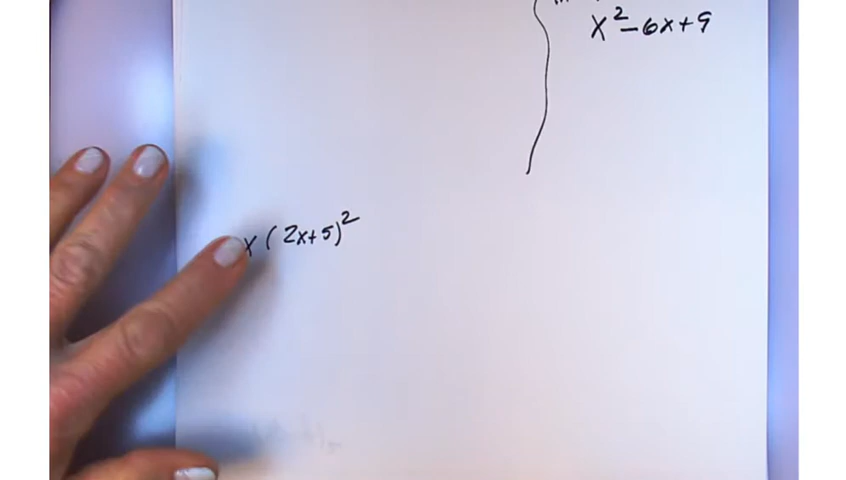 x² - 6x + 9
x (2x+5)²